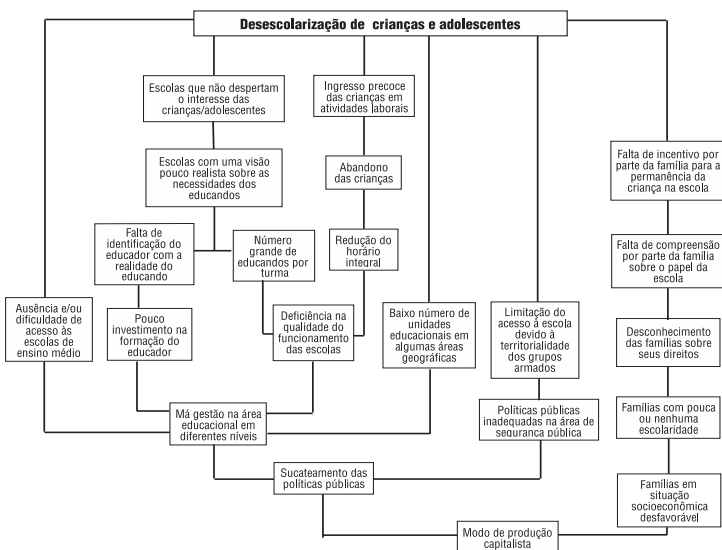 Desescolarização de crianças e adolescentes
Escolas que não despertam
o interesse das
crianças/adolescentes
Ingresso precoce
das crianças em
atividades laborais
Escolas com uma visão
pouco realista sobre as
necessidades dos
educandos
Abandono
das crianças
Falta de incentivo por
parte da família para a
permanência da
criança na escola
Falta de
identificação do
educador com a
realidade do
educando
Número
grande de
educandos por
turma
Redução do
horário
integral
Falta de compreensão
por parte da família
sobre o papel da
escola
Ausência e/ou
dificuldade de
acesso às
escolas de
ensino médio
Pouco
investimento na
formação do
educador
Deficiência na
qualidade do
funcionamento
das escolas
Baixo número de
unidades
educacionais em
algumas áreas
geográficas
Limitação do
acesso á escola
devido à
territorialidade
dos grupos
armados
Desconhecimento
das famílias sobre
seus direitos
Má gestão na área
educacional em
diferentes níveis
Políticas públicas
inadequadas na área de
segurança pública
Famílias com pouca
ou nenhuma
escolaridade
Sucateamento das
políticas públicas
Famílias em
situação
socioeconômica
desfavorável
Modo de produção
capitalista